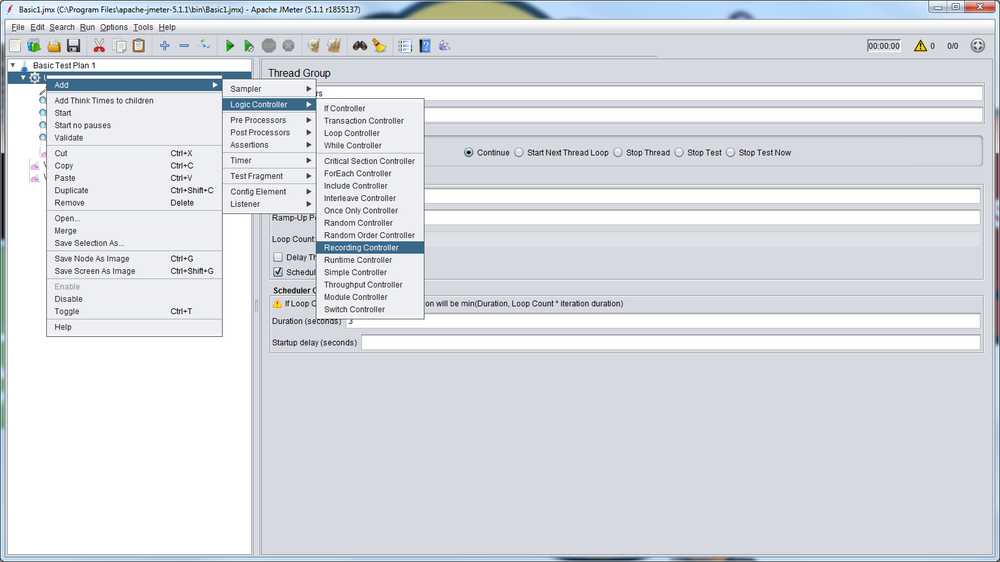 Basic1.jmx (C:\Program Files\apache-jmeter-5.1.1\bin\Basic1.jmx) - Apache JMeter (5.1.1 r1855137)
File Edit Search Run Options Tools Help
00:00:00 0 0/0
Basic Test Plan 1
Add
Add Think Times to children
Start
Start no pauses
Validate
Cut Ctrl+X
Copy Ctrl+C
Paste Ctrl+V
Duplicate Ctrl+Shift+C
Remove Delete
Open...
Merge
Save Selection As...
Save Node As Image Ctrl+G
Save Screen As Image Ctrl+Shift+G
Enable
Disable
Toggle Ctrl+T
Help
Sampler
Logic Controller
Pre Processors
Post Processors
Assertions
Timer
Test Fragment
Config Element
Listener
If Controller
Transaction Controller
Loop Controller
While Controller
Critical Section Controller
ForEach Controller
Include Controller
Interleave Controller
Once Only Controller
Random Controller
Random Order Controller
Recording Controller
Runtime Controller
Simple Controller
Throughput Controller
Module Controller
Switch Controller
Thread Group
rs
Continue Start Next Thread Loop Stop Thread Stop Test Stop Test Now
Ramp-Up Pe
Loop Count:
Delay Th
Schedul
Scheduler C
If Loop C on will be min(Duration, Loop Count * iteration duration)
Duration (seconds) 3
Startup delay (seconds)